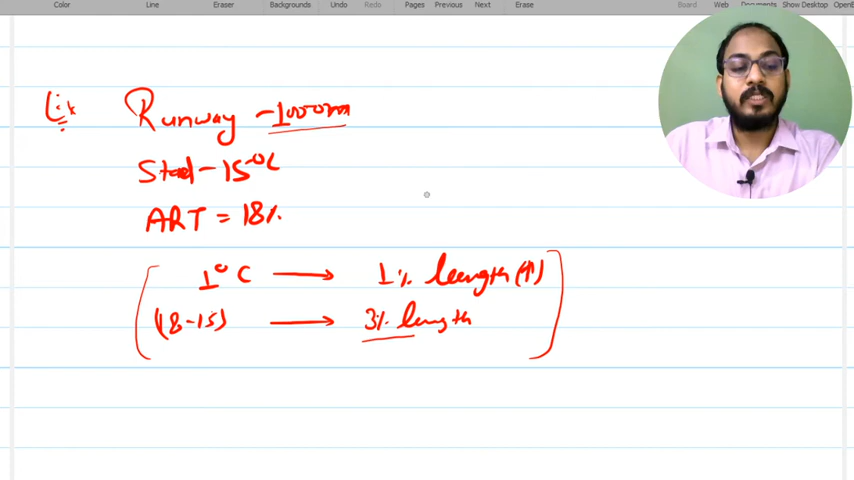 Color Line Eraser Backgrounds Undo Redo Pages Previous Next Erase Board Web Documents Show Desktop OpenB
Runway - 1000m
Std - 15°C
ART = 18%
1°C → 1% length (↑)
(18-15) → 3% length